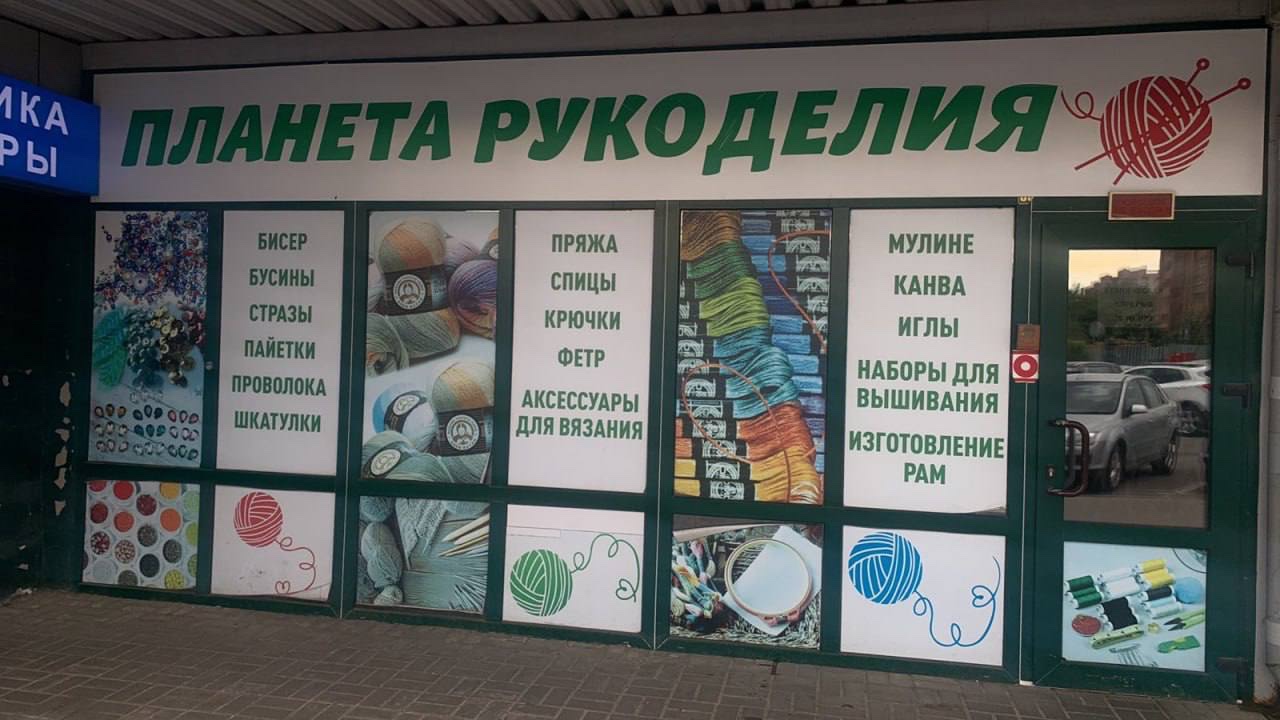 ИКА
РЫ
ПЛАНЕТА РУКОДЕЛИЯ
БИСЕР
БУСИНЫ
СТРАЗЫ
ПАЙЕТКИ
ПРОВОЛОКА
ШКАТУЛКИ
ПРЯЖА
СПИЦЫ
КРЮЧКИ
ФЕТР
АКСЕССУАРЫ
ДЛЯ ВЯЗАНИЯ
МУЛИНЕ
КАНВА
ИГЛЫ
НАБОРЫ ДЛЯ
ВЫШИВАНИЯ
ИЗГОТОВЛЕНИЕ
РАМ